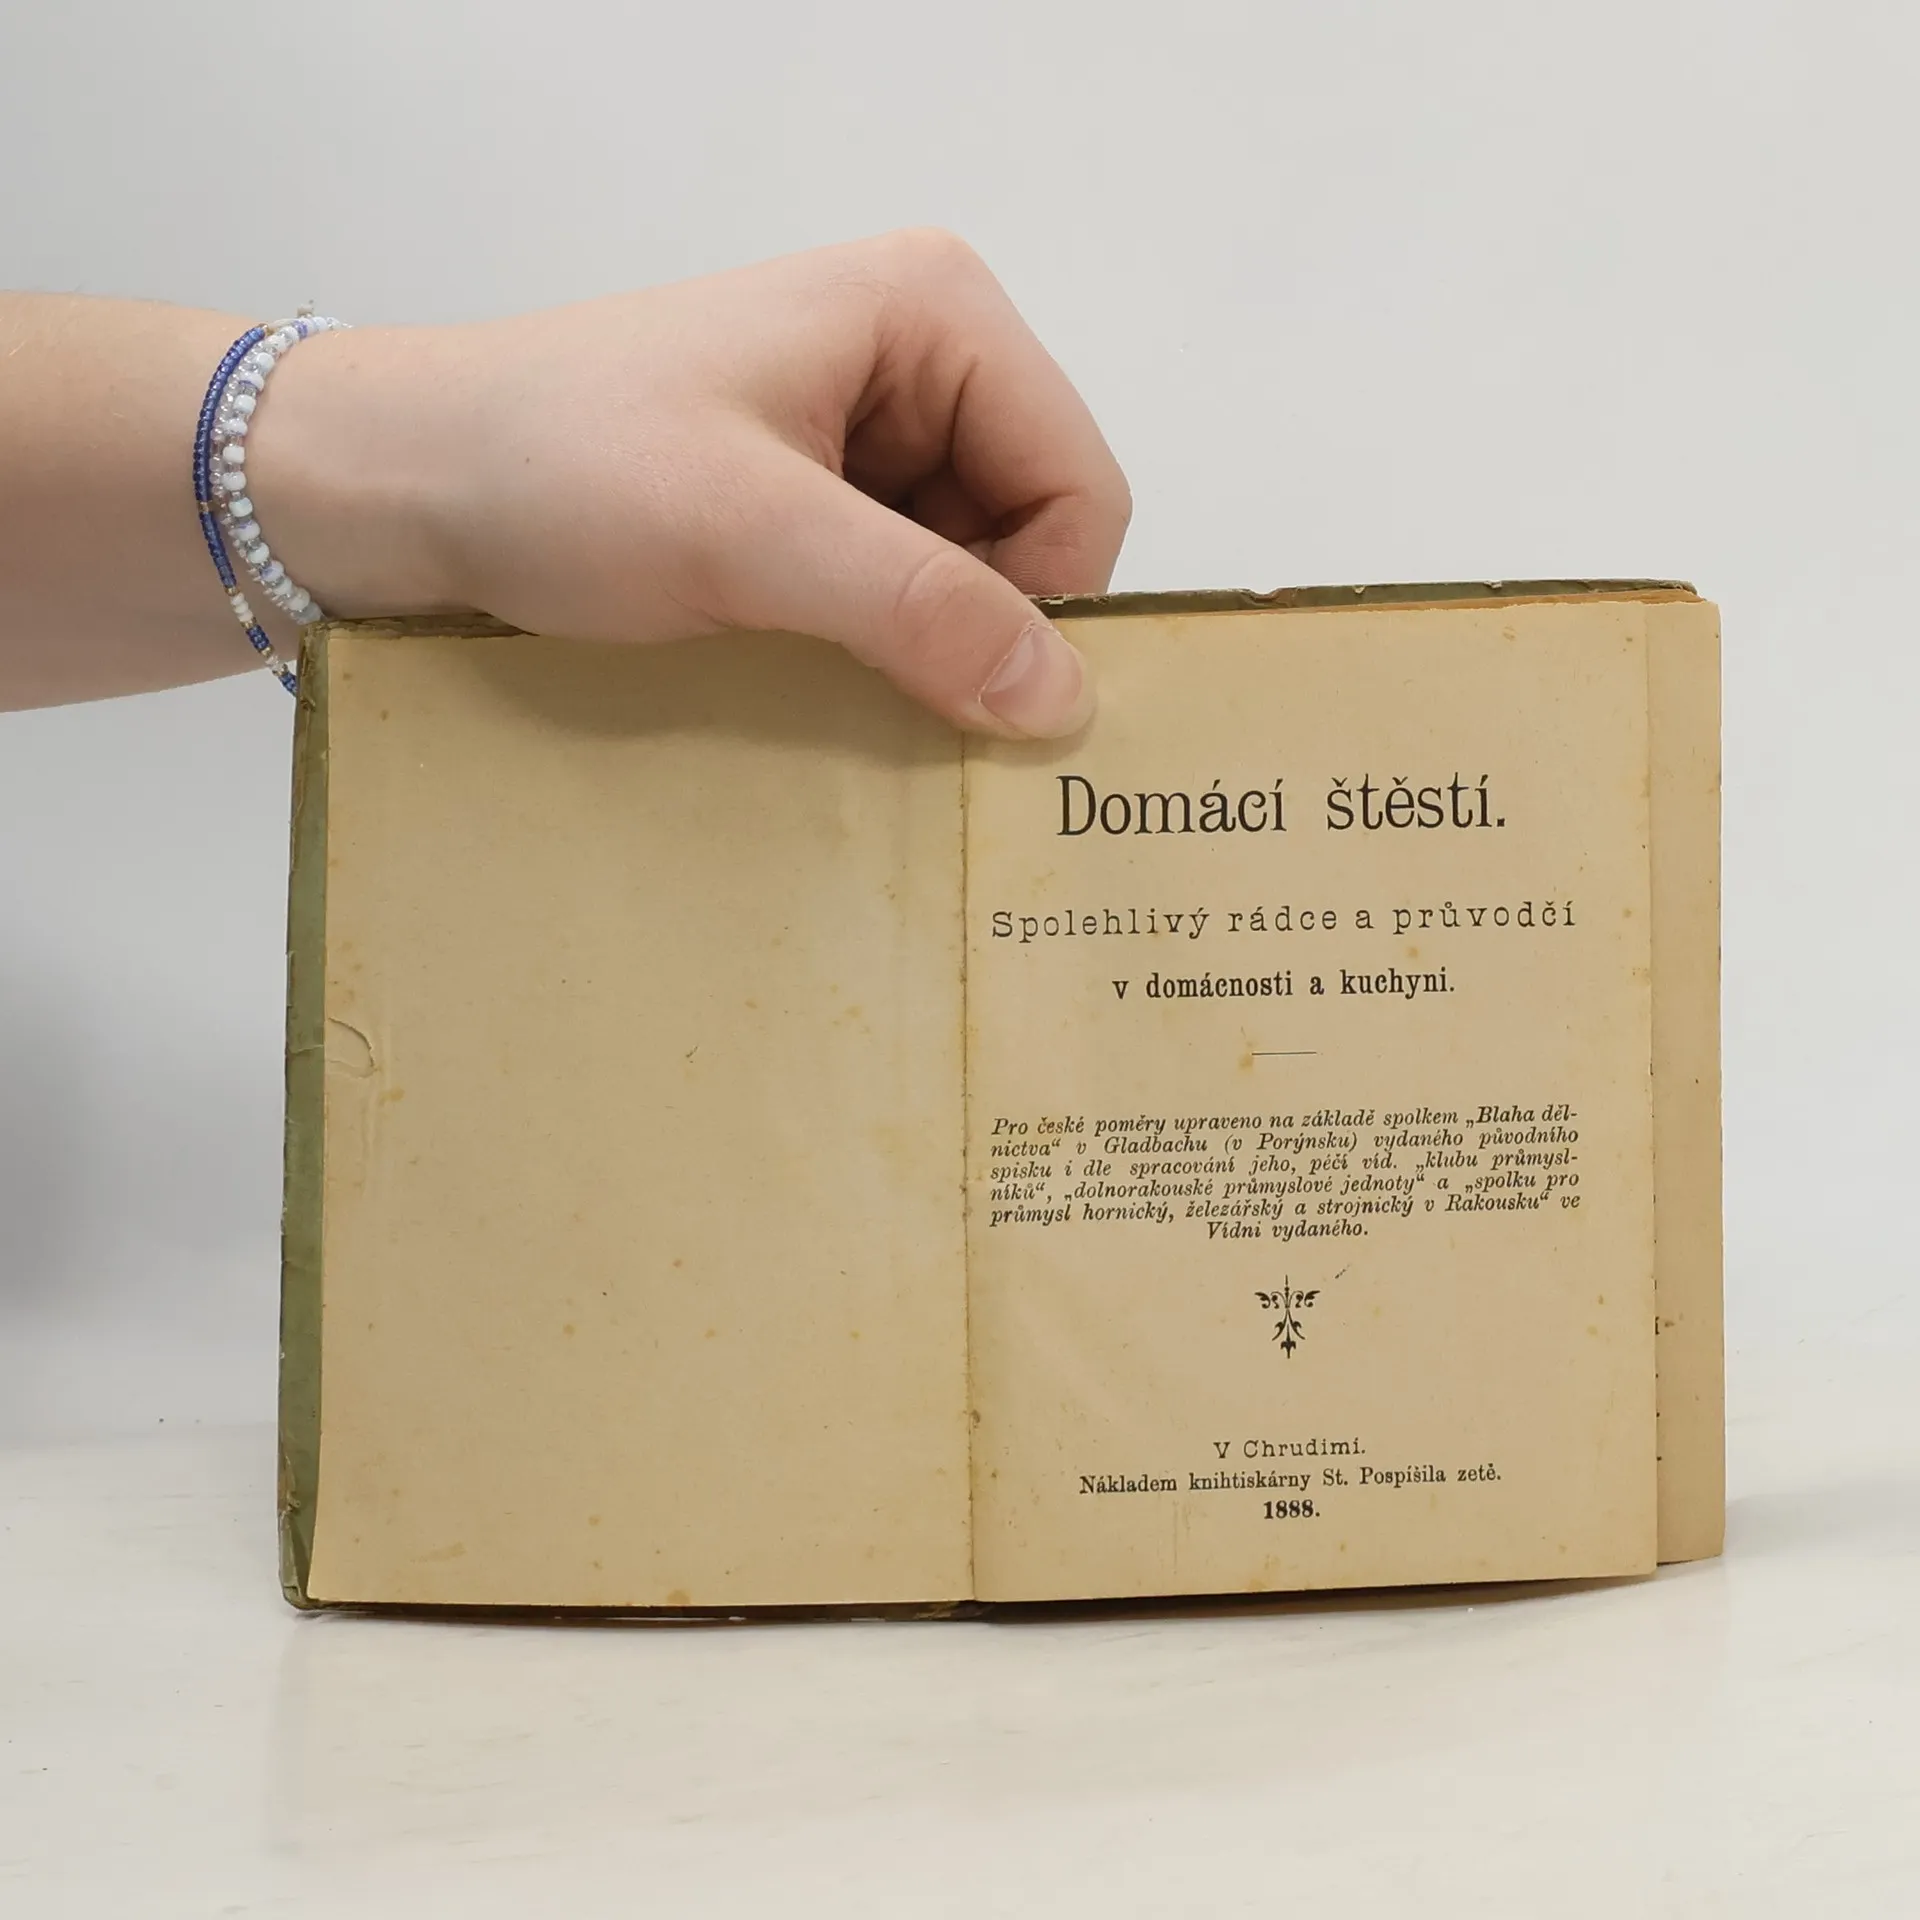 Domácí štěstí.
Spolehlivý rádce a průvodčí
v domácnosti a kuchyni.
Pro české poměry upraveno na základě spolkem „Blaha děl-
nictva“ v Gladbachu (v Porýnsku) vydaného původního
spisku i dle spracování jeho, péčí víd. „klubu průmysl-
níků“, „dolnorakouské průmyslové jednoty“ a „spolku pro
průmysl hornický, železářský a strojnický v Rakousku“ ve
Vídni vydaného.
V Chrudimi.
Nákladem knihtiskárny St. Pospíšila zetě.
1888.